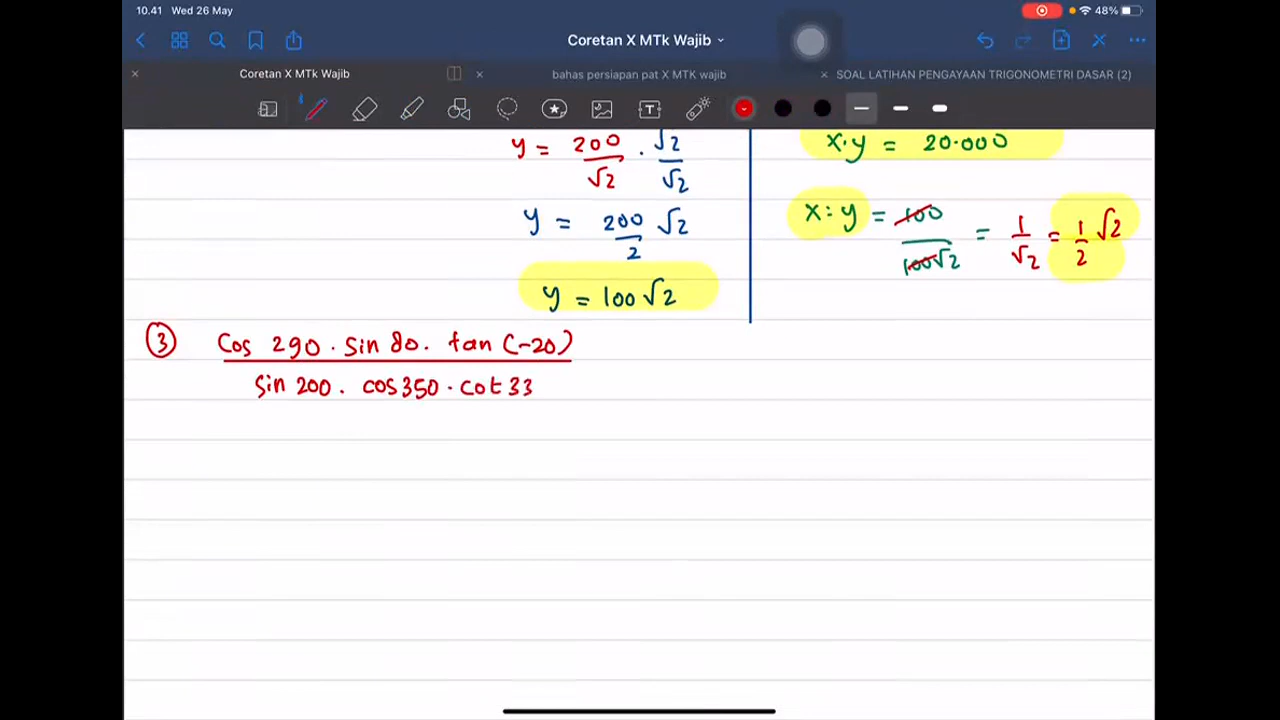 10.41 Wed 26 May 48%
Coretan X MTk Wajib
Coretan X MTk Wajib bahas persiapan pat X MTK wajib SOAL LATIHAN PENGAYAAN TRIGONOMETRI DASAR (2)
y = 200/√2 · √2/√2
y = 200/2 √2
y = 100√2
x·y = 20.000
x:y = 100/100√2 = 1/√2 = 1/2 √2
③ Cos 290 . sin 80 . tan (-20)
sin 200 . cos 350 . cot 33